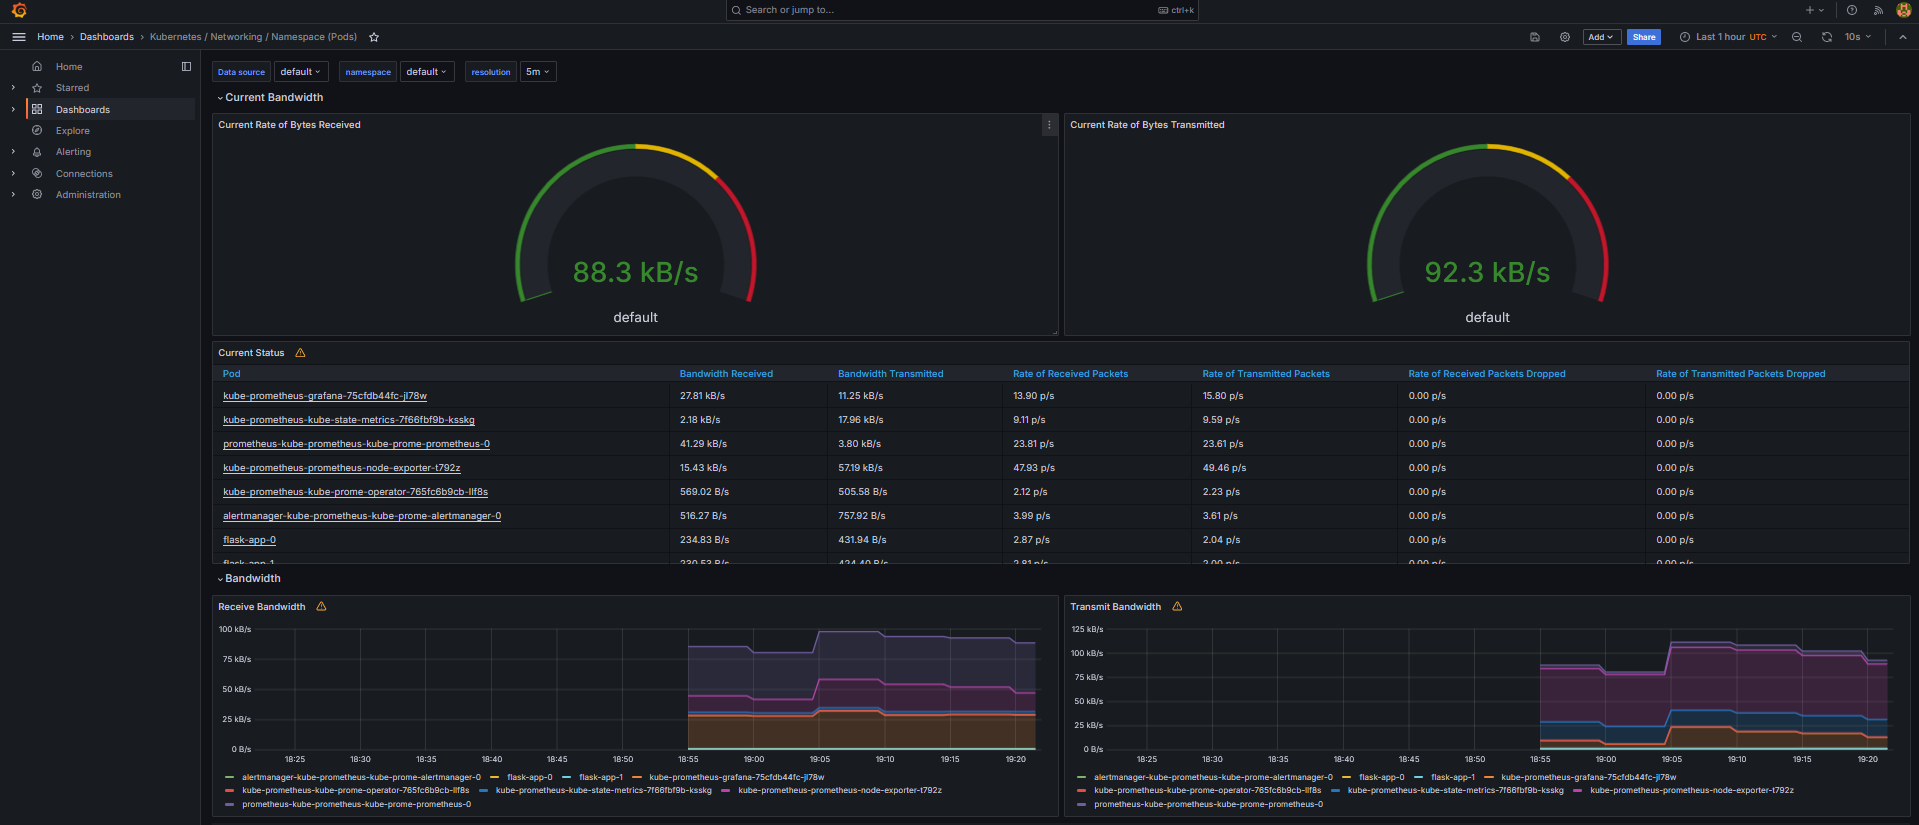 Search or jump to...
ctrl+k
Home › Dashboards › Kubernetes / Networking / Namespace (Pods)
Add
Share
Last 1 hour UTC
10s
Home
Starred
Dashboards
Explore
Alerting
Connections
Administration
Data source default namespace default resolution 5m
Current Bandwidth
Current Rate of Bytes Received
88.3 kB/s
default
Current Rate of Bytes Transmitted
92.3 kB/s
default
Current Status
Pod Bandwidth Received Bandwidth Transmitted Rate of Received Packets Rate of Transmitted Packets Rate of Received Packets Dropped Rate of Transmitted Packets Dropped
kube-prometheus-grafana-75cfdb44fc-jl78w 27.81 kB/s 11.25 kB/s 13.90 p/s 15.80 p/s 0.00 p/s 0.00 p/s
kube-prometheus-kube-state-metrics-7f66fbf9b-ksskg 2.18 kB/s 17.96 kB/s 9.11 p/s 9.59 p/s 0.00 p/s 0.00 p/s
prometheus-kube-prometheus-kube-prome-prometheus-0 41.29 kB/s 3.80 kB/s 23.81 p/s 23.61 p/s 0.00 p/s 0.00 p/s
kube-prometheus-prometheus-node-exporter-t792z 15.43 kB/s 57.19 kB/s 47.93 p/s 49.46 p/s 0.00 p/s 0.00 p/s
kube-prometheus-kube-prome-operator-765fc6b9cb-llf8s 569.02 B/s 505.58 B/s 2.12 p/s 2.23 p/s 0.00 p/s 0.00 p/s
alertmanager-kube-prometheus-kube-prome-alertmanager-0 516.27 B/s 757.92 B/s 3.99 p/s 3.61 p/s 0.00 p/s 0.00 p/s
flask-app-0 234.83 B/s 431.94 B/s 2.87 p/s 2.04 p/s 0.00 p/s 0.00 p/s
flask-app-1 230.53 B/s 424.40 B/s 2.81 p/s 2.00 p/s 0.00 p/s 0.00 p/s
Bandwidth
Receive Bandwidth
100 kB/s
75 kB/s
50 kB/s
25 kB/s
0 B/s
18:25 18:30 18:35 18:40 18:45 18:50 18:55 19:00 19:05 19:10 19:15 19:20
alertmanager-kube-prometheus-kube-prome-alertmanager-0 flask-app-0 flask-app-1 kube-prometheus-grafana-75cfdb44fc-jl78w
kube-prometheus-kube-prome-operator-765fc6b9cb-llf8s kube-prometheus-kube-state-metrics-7f66fbf9b-ksskg kube-prometheus-prometheus-node-exporter-t792z
prometheus-kube-prometheus-kube-prome-prometheus-0
Transmit Bandwidth
125 kB/s
100 kB/s
75 kB/s
50 kB/s
25 kB/s
0 B/s
18:25 18:30 18:35 18:40 18:45 18:50 18:55 19:00 19:05 19:10 19:15 19:20
alertmanager-kube-prometheus-kube-prome-alertmanager-0 flask-app-0 flask-app-1 kube-prometheus-grafana-75cfdb44fc-jl78w
kube-prometheus-kube-prome-operator-765fc6b9cb-llf8s kube-prometheus-kube-state-metrics-7f66fbf9b-ksskg kube-prometheus-prometheus-node-exporter-t792z
prometheus-kube-prometheus-kube-prome-prometheus-0